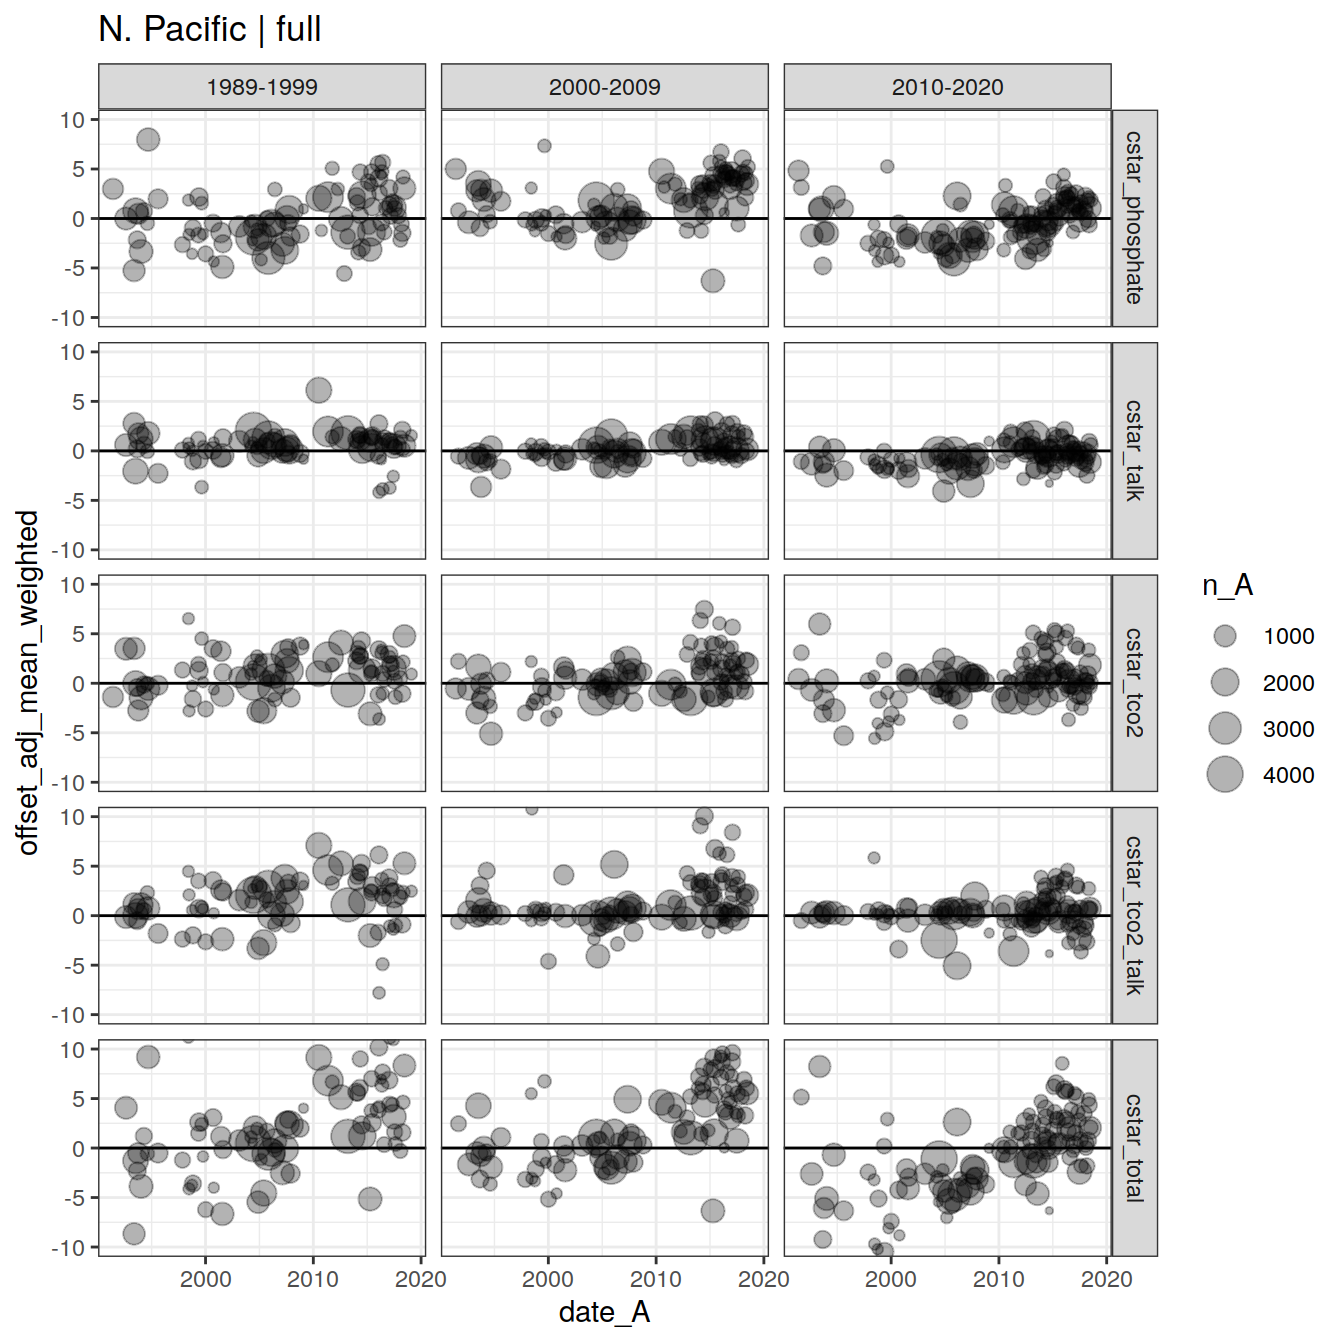 N. Pacific | full
1989-1999
2000-2009
2010-2020
10
5
0
-5
-10
cstar_phosphate
10
5
0
-5
-10
cstar_talk
10
5
0
-5
-10
cstar_tco2
10
5
0
-5
-10
cstar_tco2_talk
10
5
0
-5
-10
cstar_total
2000 2010 2020
2000 2010 2020
2000 2010 2020
date_A
offset_adj_mean_weighted
n_A
1000
2000
3000
4000